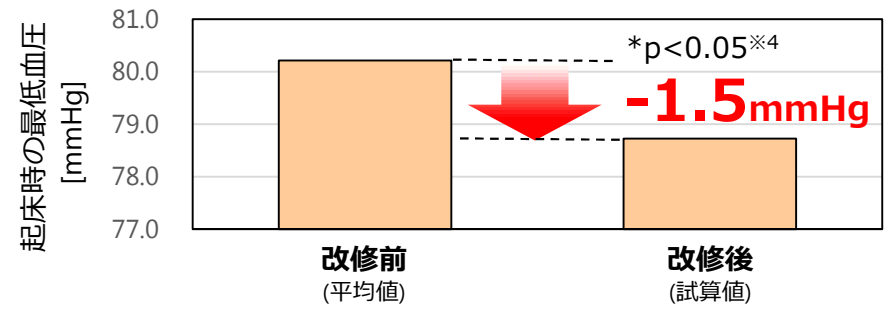 起床時の最低血圧
[mmHg]
81.0
80.0
79.0
78.0
77.0
*p<0.05※4
-1.5mmHg
改修前
(平均値)
改修後
(試算値)